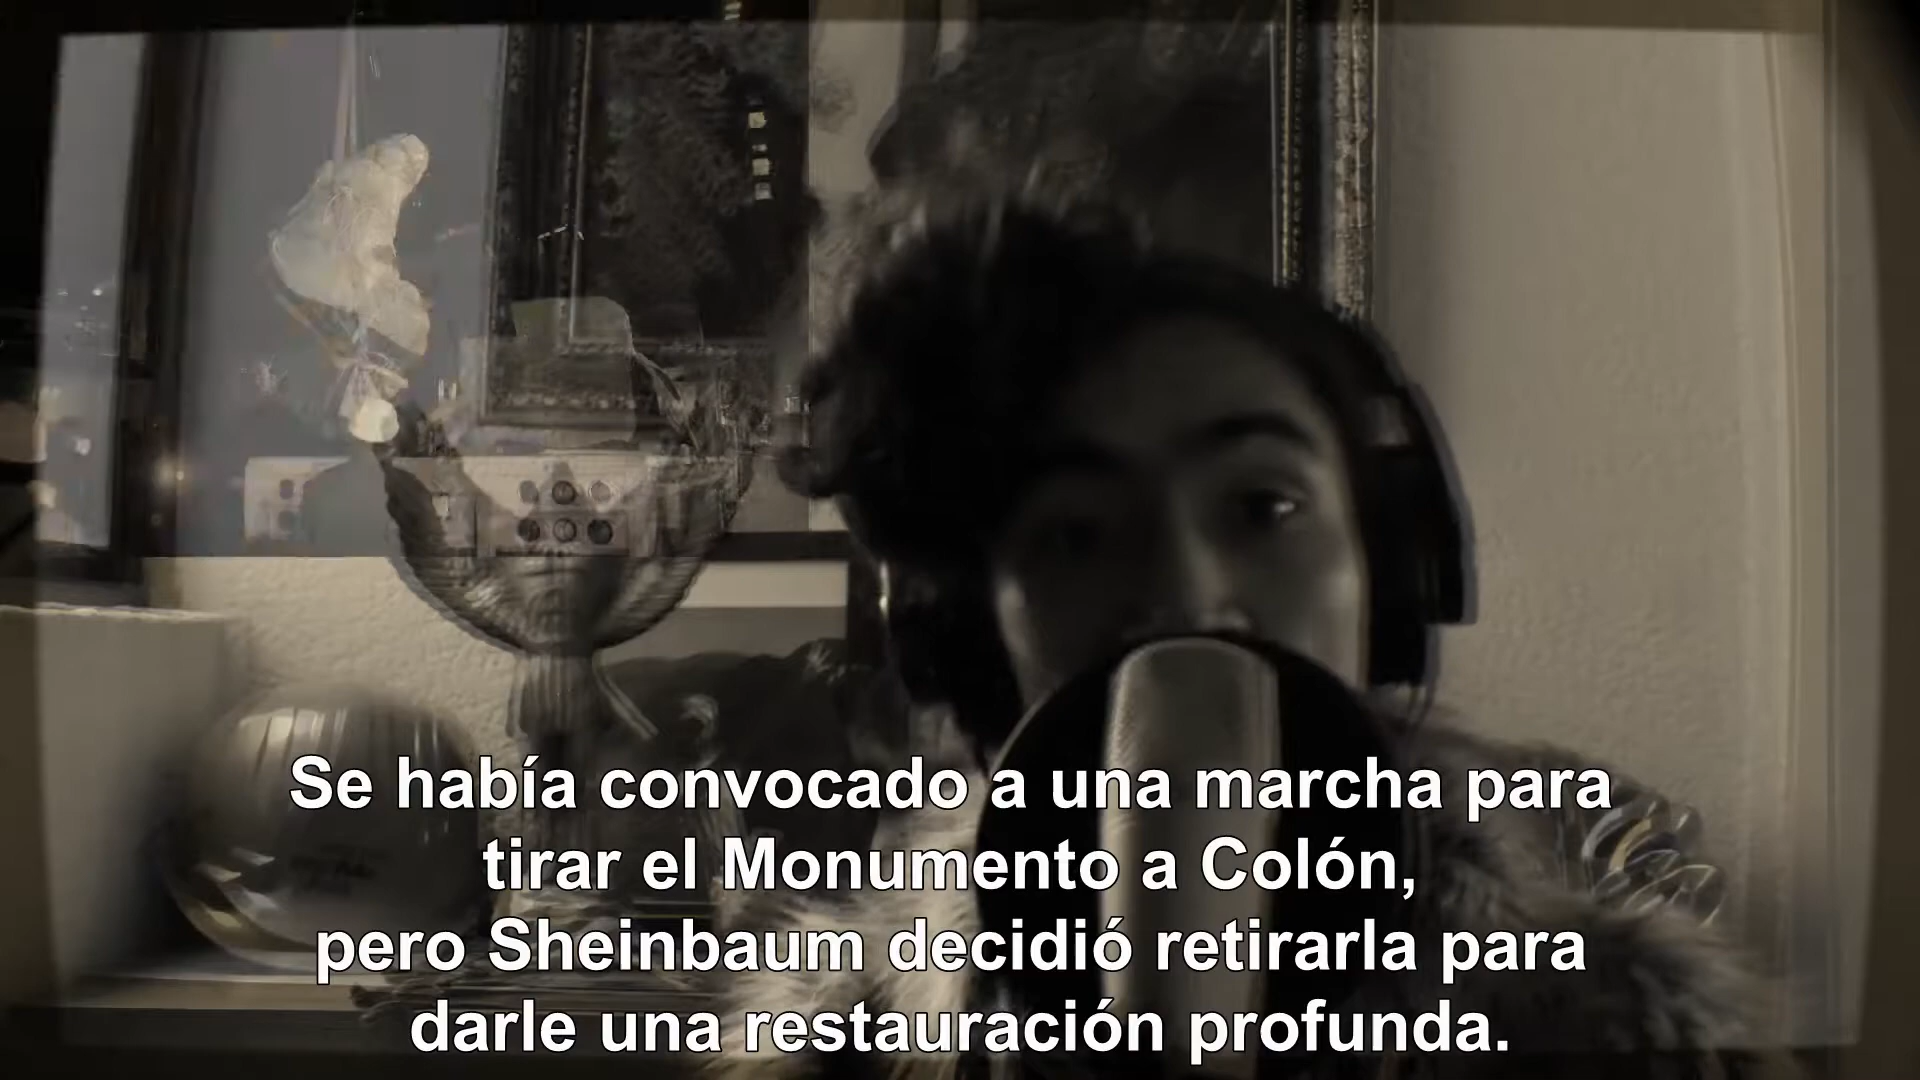 Se había convocado a una marcha para
tirar el Monumento a Colón,
pero Sheinbaum decidió retirarla para
darle una restauración profunda.